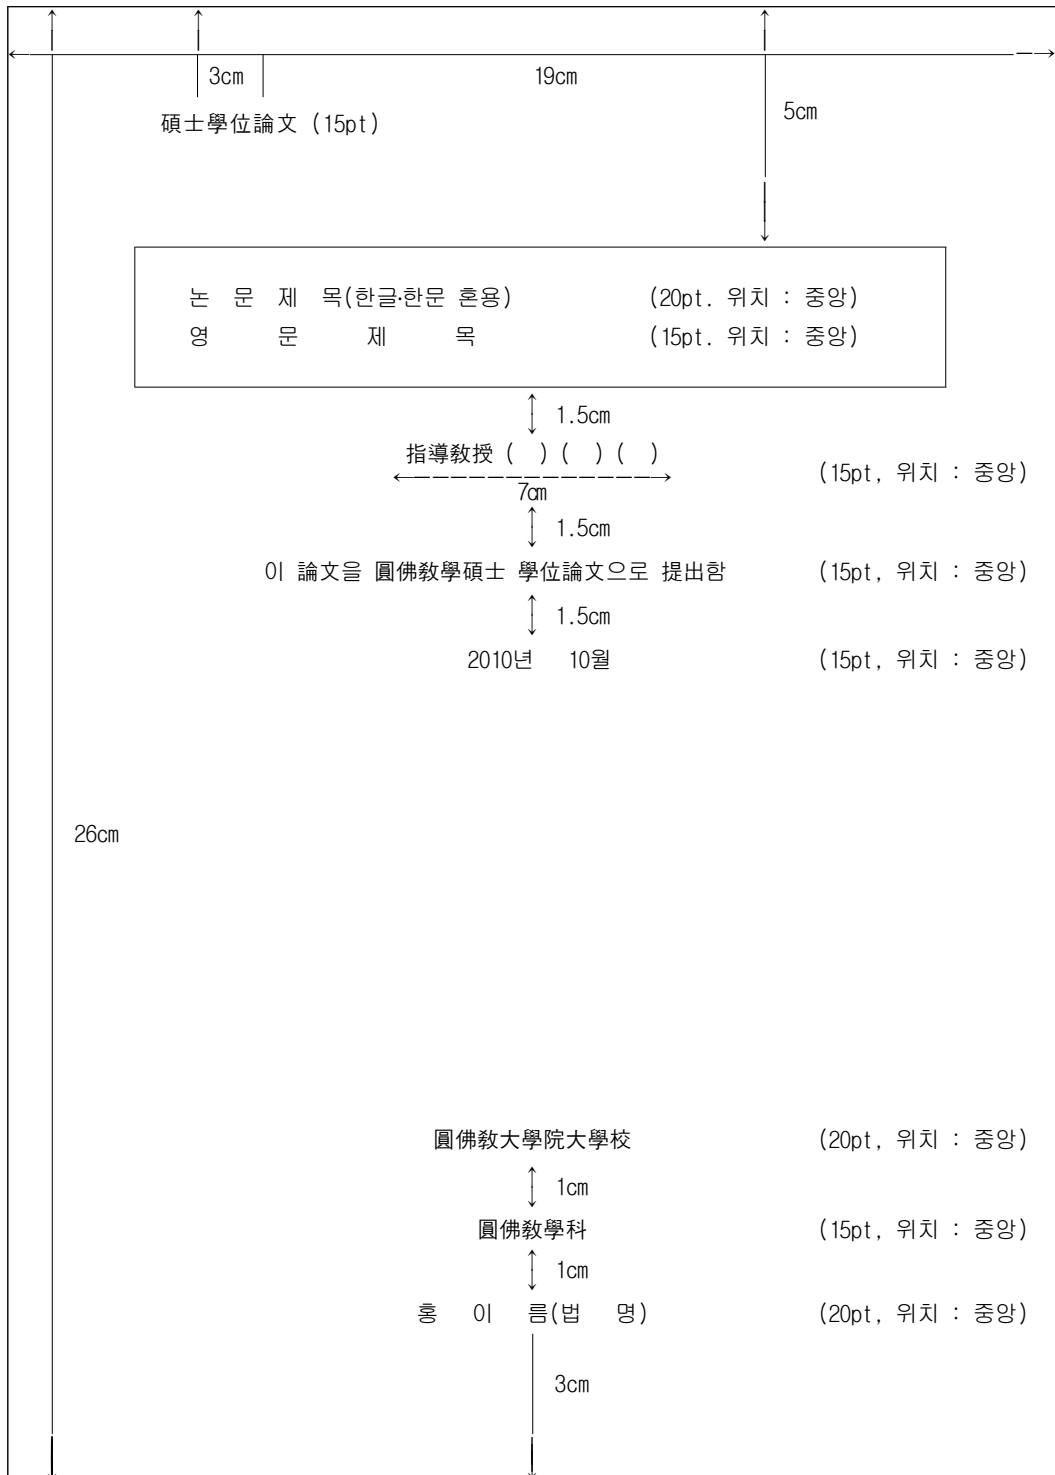 3cm 19cm
5cm
碩士學位論文 (15pt)
논 문 제 목(한글·한문 혼용) (20pt. 위치 : 중앙)
영 문 제 목 (15pt. 위치 : 중앙)
1.5cm
指導敎授 ( ) ( ) ( ) (15pt, 위치 : 중앙)
7㎝
1.5cm
이 論文을 圓佛敎學碩士 學位論文으로 提出함 (15pt, 위치 : 중앙)
1.5cm
2010년 10월 (15pt, 위치 : 중앙)
26cm
圓佛敎大學院大學校 (20pt, 위치 : 중앙)
1cm
圓佛敎學科 (15pt, 위치 : 중앙)
1cm
홍 이 름(법 명) (20pt, 위치 : 중앙)
3cm